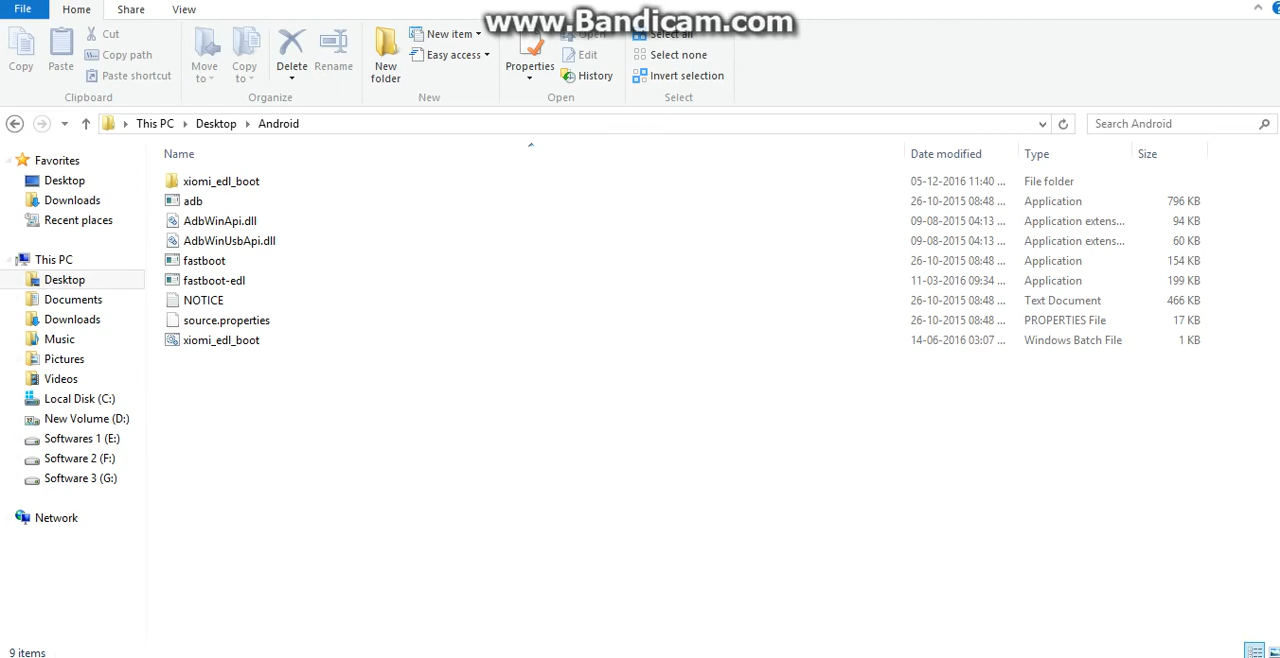 File Home Share View
www.Bandicam.com
Copy Paste Cut Copy path Paste shortcut
Clipboard
Move to Copy to Delete Rename
Organize
New folder New item Easy access
New
Properties Open Edit History
Open
Select all Select none Invert selection
Select
This PC Desktop Android
Search Android
Name Date modified Type Size
xiomi_edl_boot 05-12-2016 11:40 ... File folder
adb 26-10-2015 08:48 ... Application 796 KB
AdbWinApi.dll 09-08-2015 04:13 ... Application extens... 94 KB
AdbWinUsbApi.dll 09-08-2015 04:13 ... Application extens... 60 KB
fastboot 26-10-2015 08:48 ... Application 154 KB
fastboot-edl 11-03-2016 09:34 ... Application 199 KB
NOTICE 26-10-2015 08:48 ... Text Document 466 KB
source.properties 26-10-2015 08:48 ... PROPERTIES File 17 KB
xiomi_edl_boot 14-06-2016 03:07 ... Windows Batch File 1 KB
Favorites
Desktop
Downloads
Recent places
This PC
Desktop
Documents
Downloads
Music
Pictures
Videos
Local Disk (C:)
New Volume (D:)
Softwares 1 (E:)
Software 2 (F:)
Software 3 (G:)
Network
9 items